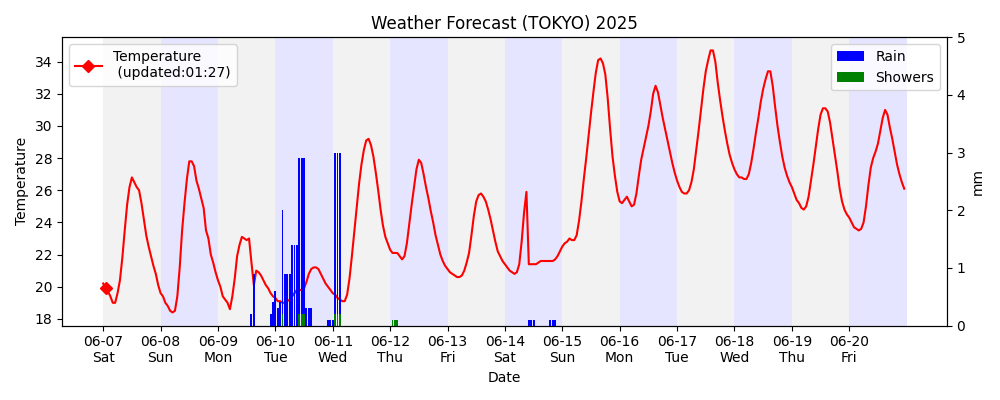 Weather Forecast (TOKYO) 2025
Temperature
(updated:01:27)
Rain
Showers
Temperature
34
32
30
28
26
24
22
20
18
5
4
3
2
1
0
mm
06-07 06-08 06-09 06-10 06-11 06-12 06-13 06-14 06-15 06-16 06-17 06-18 06-19 06-20
Sat Sun Mon Tue Wed Thu Fri Sat Sun Mon Tue Wed Thu Fri
Date